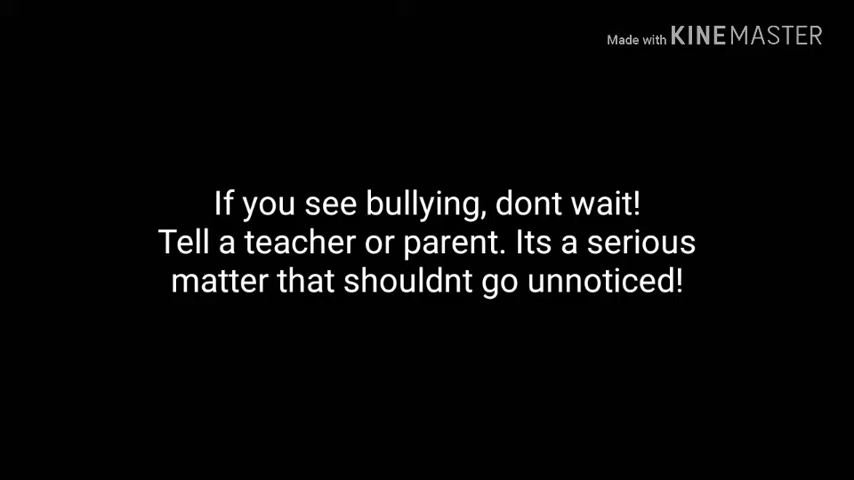 Made with KINEMASTER
If you see bullying, dont wait!
Tell a teacher or parent. Its a serious
matter that shouldnt go unnoticed!